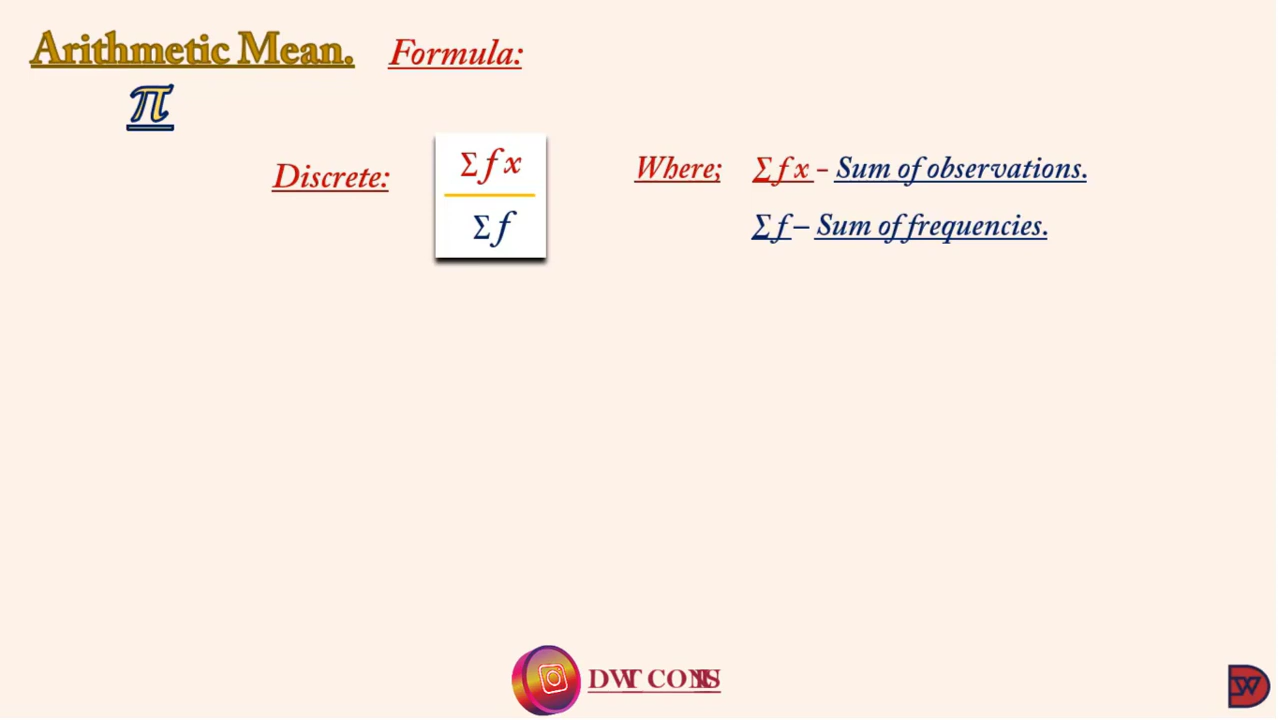 Arithmetic Mean. Formula:
π
Discrete: Σfx / Σf
Where; Σfx - Sum of observations.
Σf – Sum of frequencies.